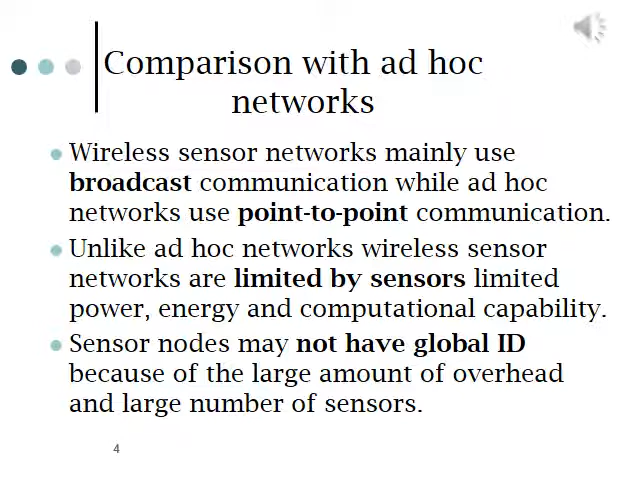 Comparison with ad hoc
networks
Wireless sensor networks mainly use
broadcast communication while ad hoc
networks use point-to-point communication.
Unlike ad hoc networks wireless sensor
networks are limited by sensors limited
power, energy and computational capability.
Sensor nodes may not have global ID
because of the large amount of overhead
and large number of sensors.
4